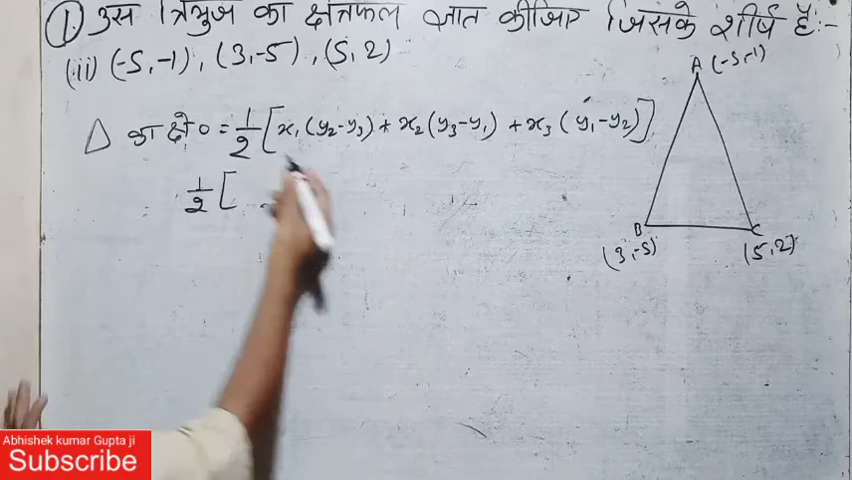 ① उस त्रिभुज का क्षेत्रफल ज्ञात कीजिए जिसके शीर्ष हैं:-
(ii) (-5,-1), (3,-5), (5,2)
A (-5,-1)
△ का क्षे० = 1/2 [x₁(y₂-y₃) + x₂(y₃-y₁) + x₃(y₁-y₂)]
1/2 [
B C
(3,-5) (5,2)
Abhishek kumar Gupta ji
Subscribe